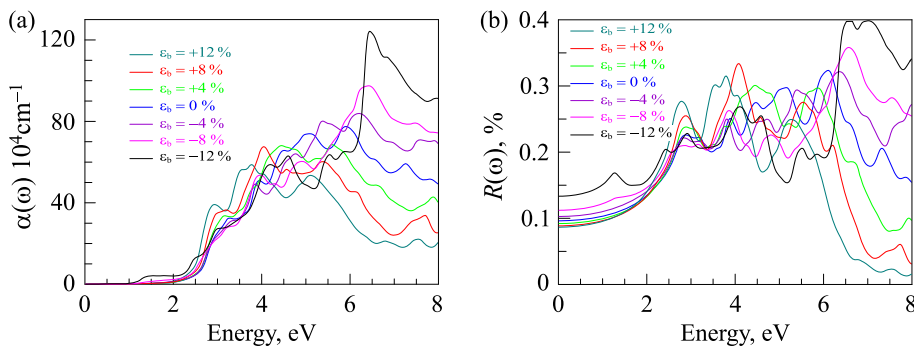 (a)
120
80
40
0
α(ω) 10⁴cm⁻¹
ε_b = +12 %
ε_b = +8 %
ε_b = +4 %
ε_b = 0 %
ε_b = −4 %
ε_b = −8 %
ε_b = −12 %
0 2 4 6 8
Energy, eV
(b)
0.4
0.3
0.2
0.1
0
R(ω), %
ε_b = +12 %
ε_b = +8 %
ε_b = +4 %
ε_b = 0 %
ε_b = −4 %
ε_b = −8 %
ε_b = −12 %
0 2 4 6 8
Energy, eV